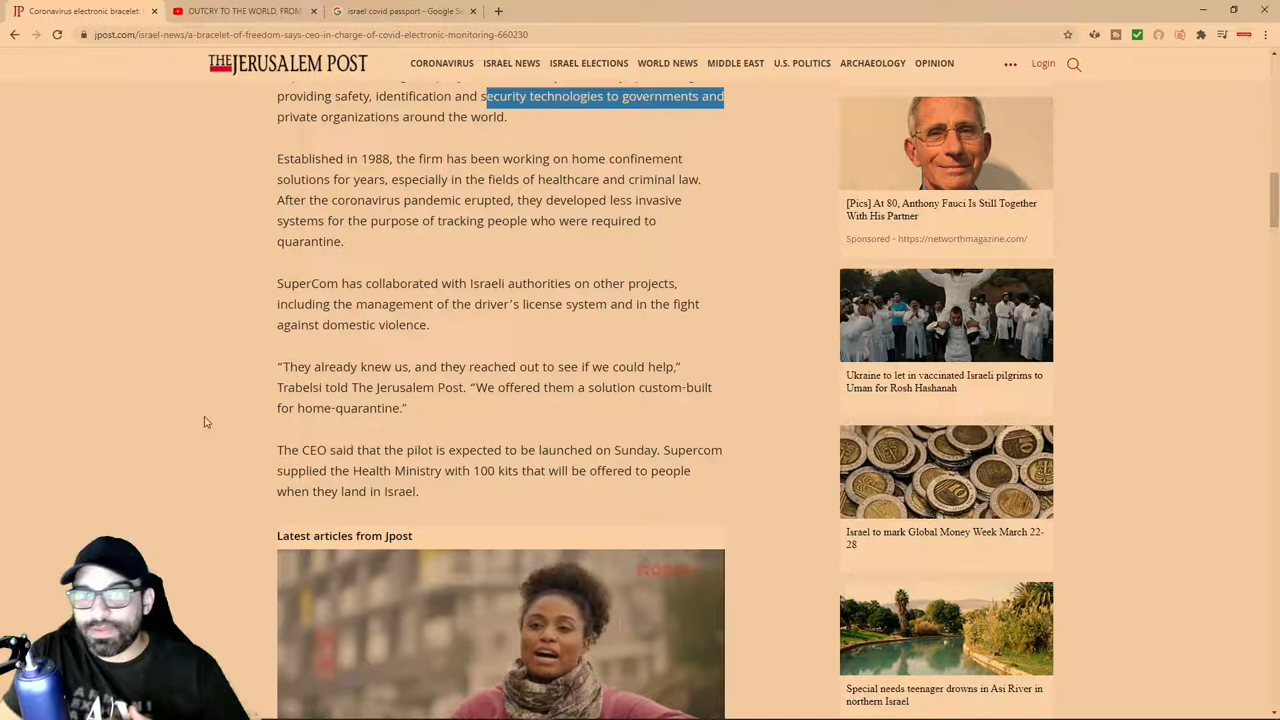 Coronavirus electronic bracelet:
DUTCRY TO THE WORLD, FROM
israel covid passport - Google Se
jpost.com/israel-news/a-bracelet-of-freedom-says-ceo-in-charge-of-covid-electronic-monitoring-660230
THE JERUSALEM POST
CORONAVIRUS ISRAEL NEWS ISRAEL ELECTIONS WORLD NEWS MIDDLE EAST U.S. POLITICS ARCHAEOLOGY OPINION
Login
providing safety, identification and security technologies to governments and
private organizations around the world.
Established in 1988, the firm has been working on home confinement
solutions for years, especially in the fields of healthcare and criminal law.
After the coronavirus pandemic erupted, they developed less invasive
systems for the purpose of tracking people who were required to
quarantine.
SuperCom has collaborated with Israeli authorities on other projects,
including the management of the driver's license system and in the fight
against domestic violence.
“They already knew us, and they reached out to see if we could help,”
Trabelsi told The Jerusalem Post. “We offered them a solution custom-built
for home-quarantine.”
The CEO said that the pilot is expected to be launched on Sunday. Supercom
supplied the Health Ministry with 100 kits that will be offered to people
when they land in Israel.
Latest articles from Jpost
[Pics] At 80, Anthony Fauci Is Still Together
With His Partner
Sponsored - https://networthmagazine.com/
Ukraine to let in vaccinated Israeli pilgrims to
Uman for Rosh Hashanah
Israel to mark Global Money Week March 22-
28
Special needs teenager drowns in Asi River in
northern Israel